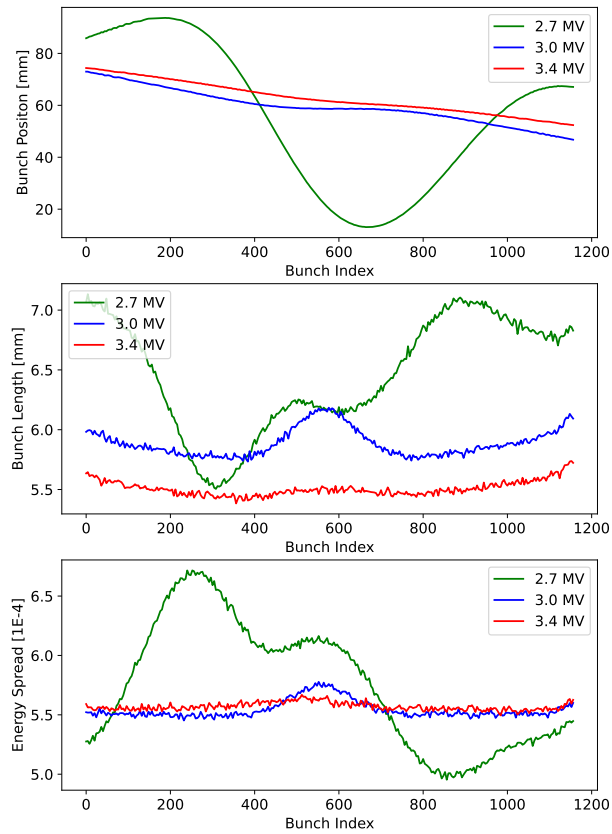 80
60
40
20
Bunch Positon [mm]
2.7 MV
3.0 MV
3.4 MV
0 200 400 600 800 1000 1200
Bunch Index
7.0
6.5
6.0
5.5
Bunch Length [mm]
2.7 MV
3.0 MV
3.4 MV
0 200 400 600 800 1000 1200
Bunch Index
6.5
6.0
5.5
5.0
Energy Spread [1E-4]
2.7 MV
3.0 MV
3.4 MV
0 200 400 600 800 1000 1200
Bunch Index